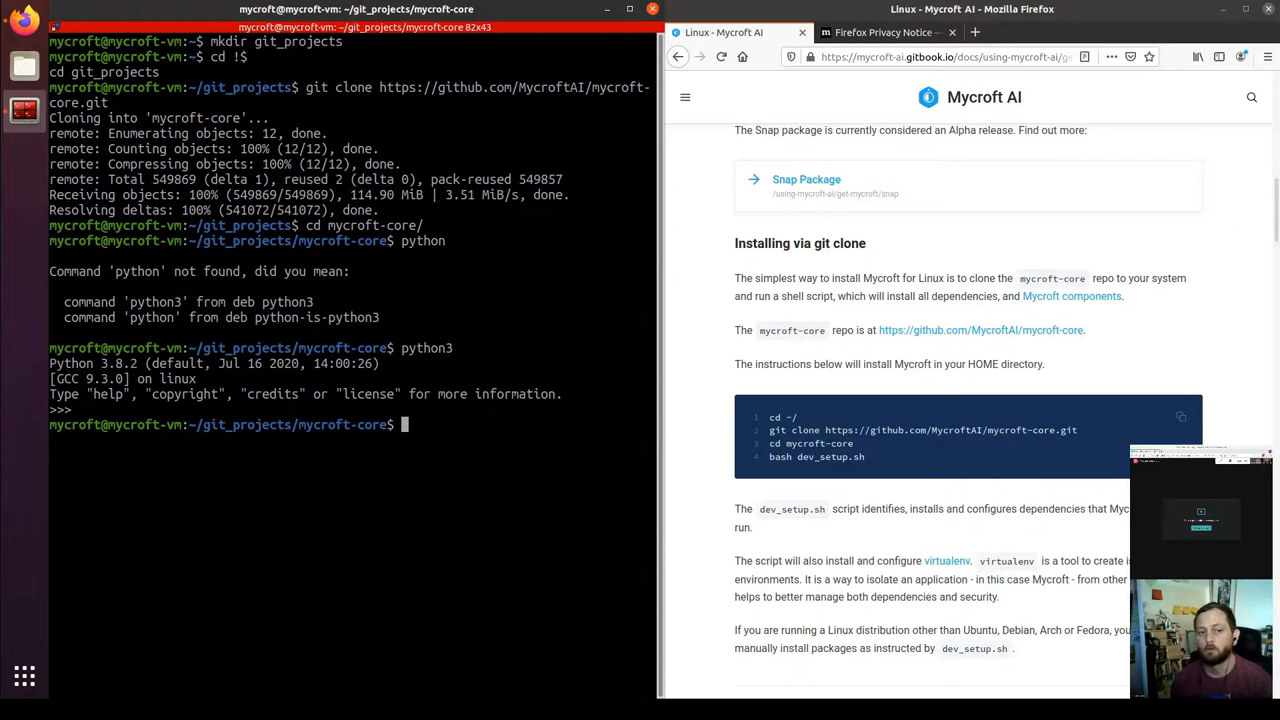 mycroft@mycroft-vm: ~/git_projects/mycroft-core
mycroft@mycroft-vm: ~/git_projects/mycroft-core 82x43
mycroft@mycroft-vm:~$ mkdir git_projects
mycroft@mycroft-vm:~$ cd !$
cd git_projects
mycroft@mycroft-vm:~/git_projects$ git clone https://github.com/MycroftAI/mycroft-
core.git
Cloning into 'mycroft-core'...
remote: Enumerating objects: 12, done.
remote: Counting objects: 100% (12/12), done.
remote: Compressing objects: 100% (12/12), done.
remote: Total 549869 (delta 1), reused 2 (delta 0), pack-reused 549857
Receiving objects: 100% (549869/549869), 114.90 MiB | 3.51 MiB/s, done.
Resolving deltas: 100% (541072/541072), done.
mycroft@mycroft-vm:~/git_projects$ cd mycroft-core/
mycroft@mycroft-vm:~/git_projects/mycroft-core$ python
Command 'python' not found, did you mean:
command 'python3' from deb python3
command 'python' from deb python-is-python3
mycroft@mycroft-vm:~/git_projects/mycroft-core$ python3
Python 3.8.2 (default, Jul 16 2020, 14:00:26)
[GCC 9.3.0] on linux
Type "help", "copyright", "credits" or "license" for more information.
>>>
mycroft@mycroft-vm:~/git_projects/mycroft-core$
Linux - Mycroft AI - Mozilla Firefox
Linux - Mycroft AI
Firefox Privacy Notice —
https://mycroft-ai.gitbook.io/docs/using-mycroft-ai/ge
Mycroft AI
The Snap package is currently considered an Alpha release. Find out more:
Snap Package
/using-mycroft-ai/get-mycroft/snap
Installing via git clone
The simplest way to install Mycroft for Linux is to clone the mycroft-core repo to your system
and run a shell script, which will install all dependencies, and Mycroft components.
The mycroft-core repo is at https://github.com/MycroftAI/mycroft-core.
The instructions below will install Mycroft in your HOME directory.
1 cd ~/
2 git clone https://github.com/MycroftAI/mycroft-core.git
3 cd mycroft-core
4 bash dev_setup.sh
The dev_setup.sh script identifies, installs and configures dependencies that Myc
run.
The script will also install and configure virtualenv. virtualenv is a tool to create is
environments. It is a way to isolate an application - in this case Mycroft - from other
helps to better manage both dependencies and security.
If you are running a Linux distribution other than Ubuntu, Debian, Arch or Fedora, you
manually install packages as instructed by dev_setup.sh .